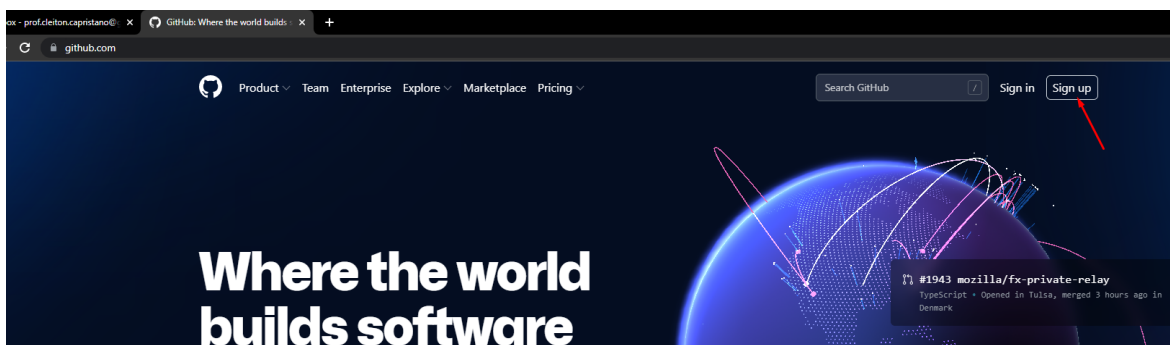 ox - prof.cleiton.capristano@
GitHub: Where the world builds s
github.com
Product Team Enterprise Explore Marketplace Pricing
Search GitHub /
Sign in
Sign up
Where the world
builds software
#1943 mozilla/fx-private-relay
TypeScript • Opened in Tulsa, merged 3 hours ago in
Denmark